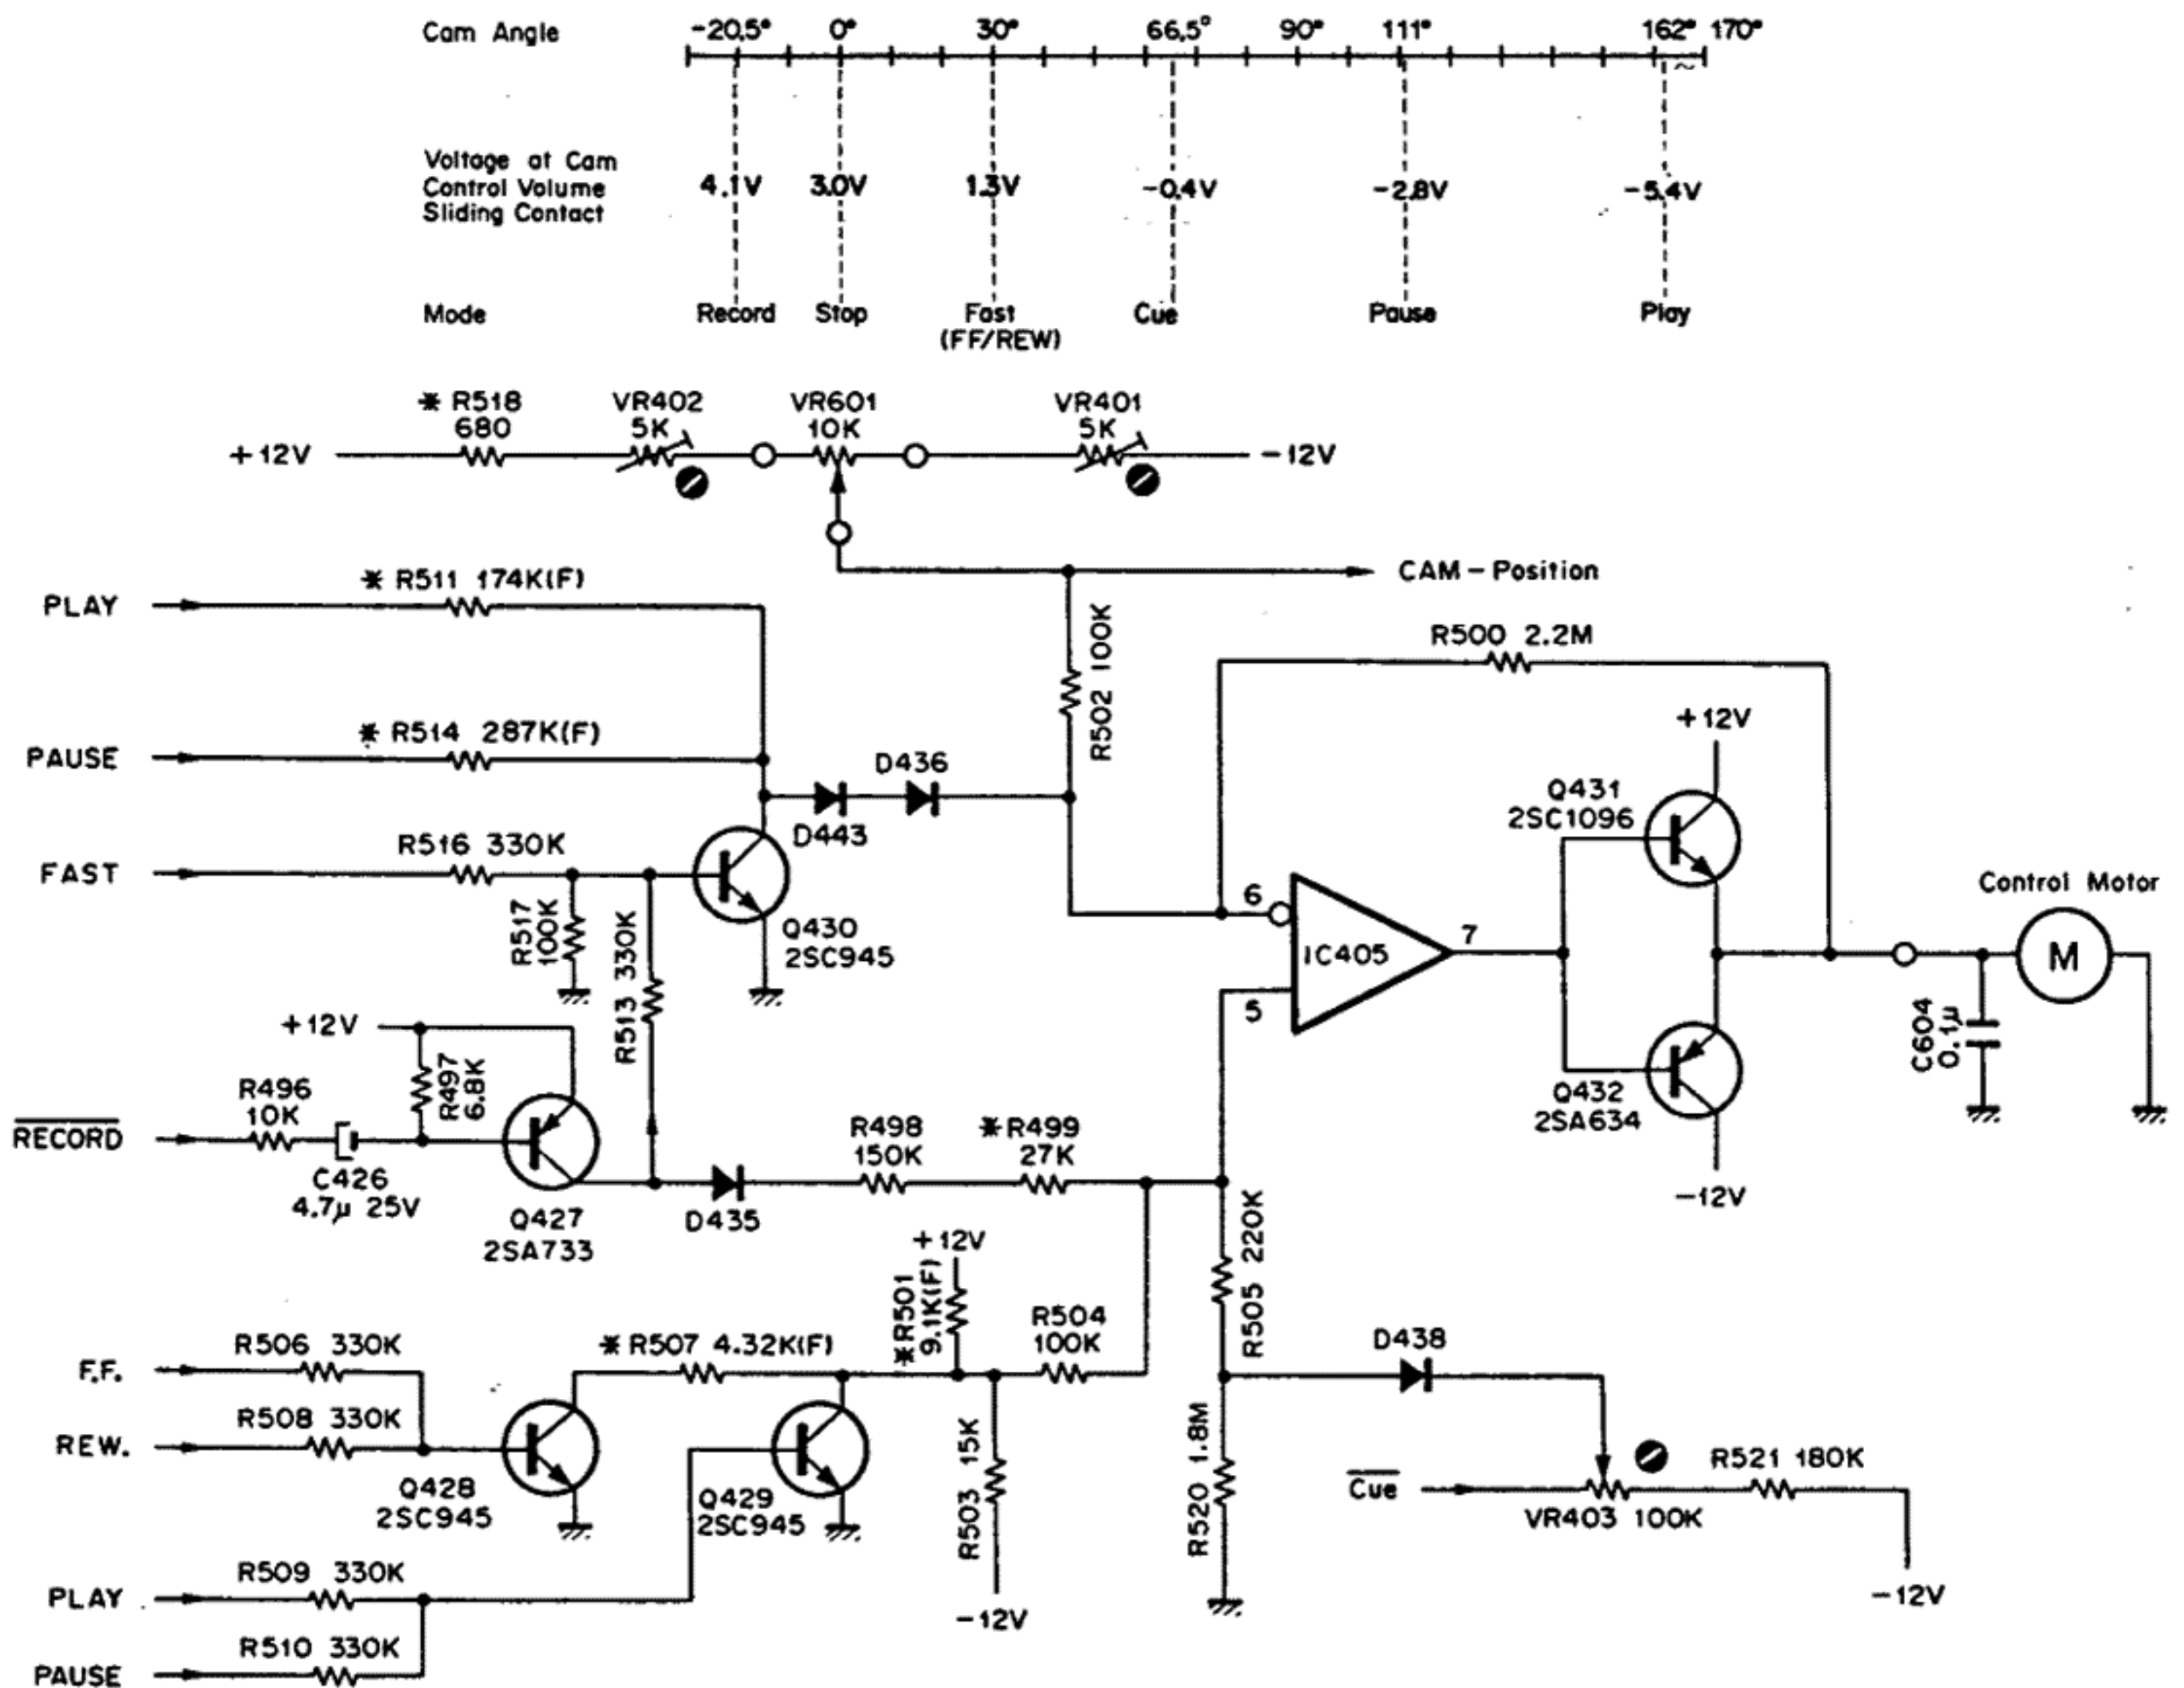 Cam Angle -20.5° 0° 30° 66.5° 90° 111° 162° 170°
~
Voltage at Cam
Control Volume 4.1V 3.0V 1.3V -0.4V -2.8V -5.4V
Sliding Contact
Mode Record Stop Fast Cue Pause Play
(FF/REW)
* R518 VR402 VR601 VR401
680 5K 10K 5K
+12V -12V
* R511 174K(F) CAM-Position
PLAY
R502 100K
R500 2.2M
* R514 287K(F)
PAUSE
+12V
D436
Q431
2SC1096
D443
R516 330K
FAST
Control Motor
6
R517 100K
R513 330K
Q430
2SC945
7
IC405
M
5
+12V
C604 0.1μ
R497 6.8K
R496
10K
Q432
2SA634
RECORD
R498 * R499
150K 27K
C426
4.7μ 25V
-12V
Q427
2SA733
D435
+12V
R505 220K
*R501 9.1K(F)
R504
100K
R506 330K * R507 4.32K(F)
D438
F.F.
R508 330K
REW.
R503 15K
R520 1.8M
R521 180K
Cue
Q428
2SC945
Q429
2SC945
VR403 100K
R509 330K
PLAY
-12V
-12V
R510 330K
PAUSE